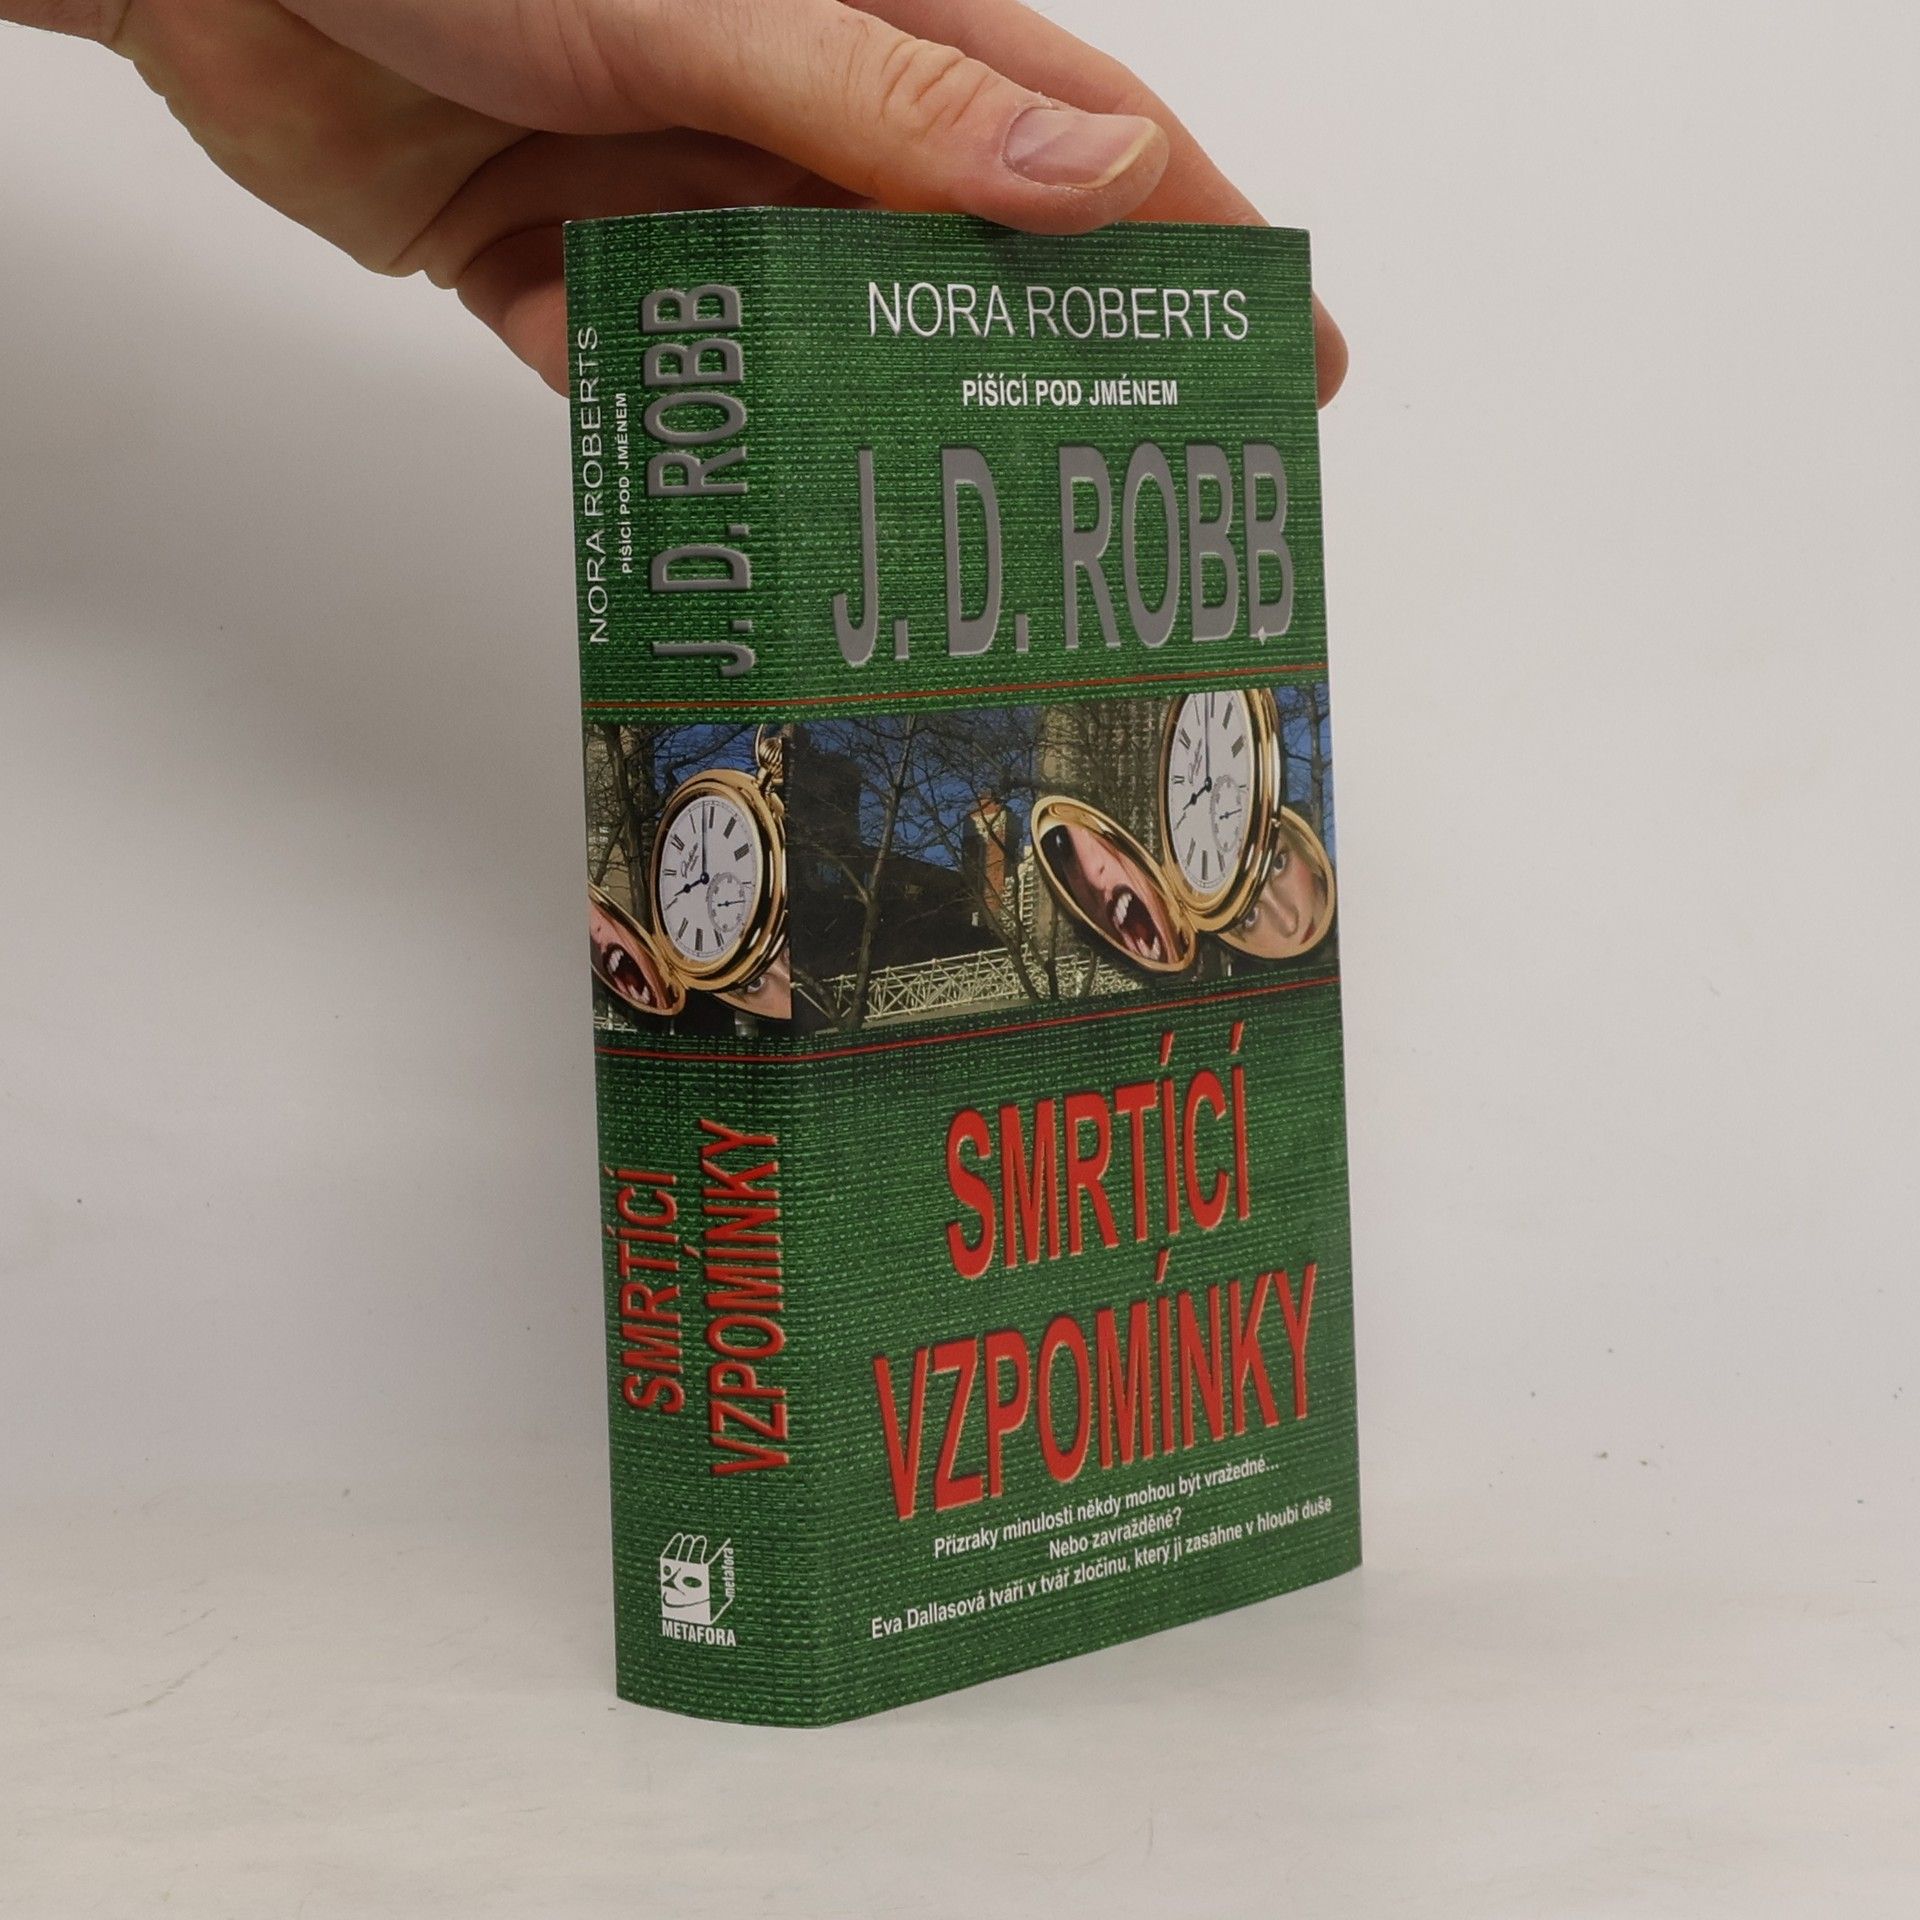 NORA ROBERTS
PÍŠÍCÍ POD JMÉNEM
J. D. ROBB
SMRTÍCÍ
VZPOMÍNKY
metafora
METAFORA
NORA ROBERTS
PÍŠÍCÍ POD JMÉNEM
J. D. ROBB
SMRTÍCÍ
VZPOMÍNKY
Přízraky minulosti někdy mohou být vražedné...
Nebo zavražděné?
Eva Dallasová tváří v tvář zločinu, který ji zasáhne v hloubi duše